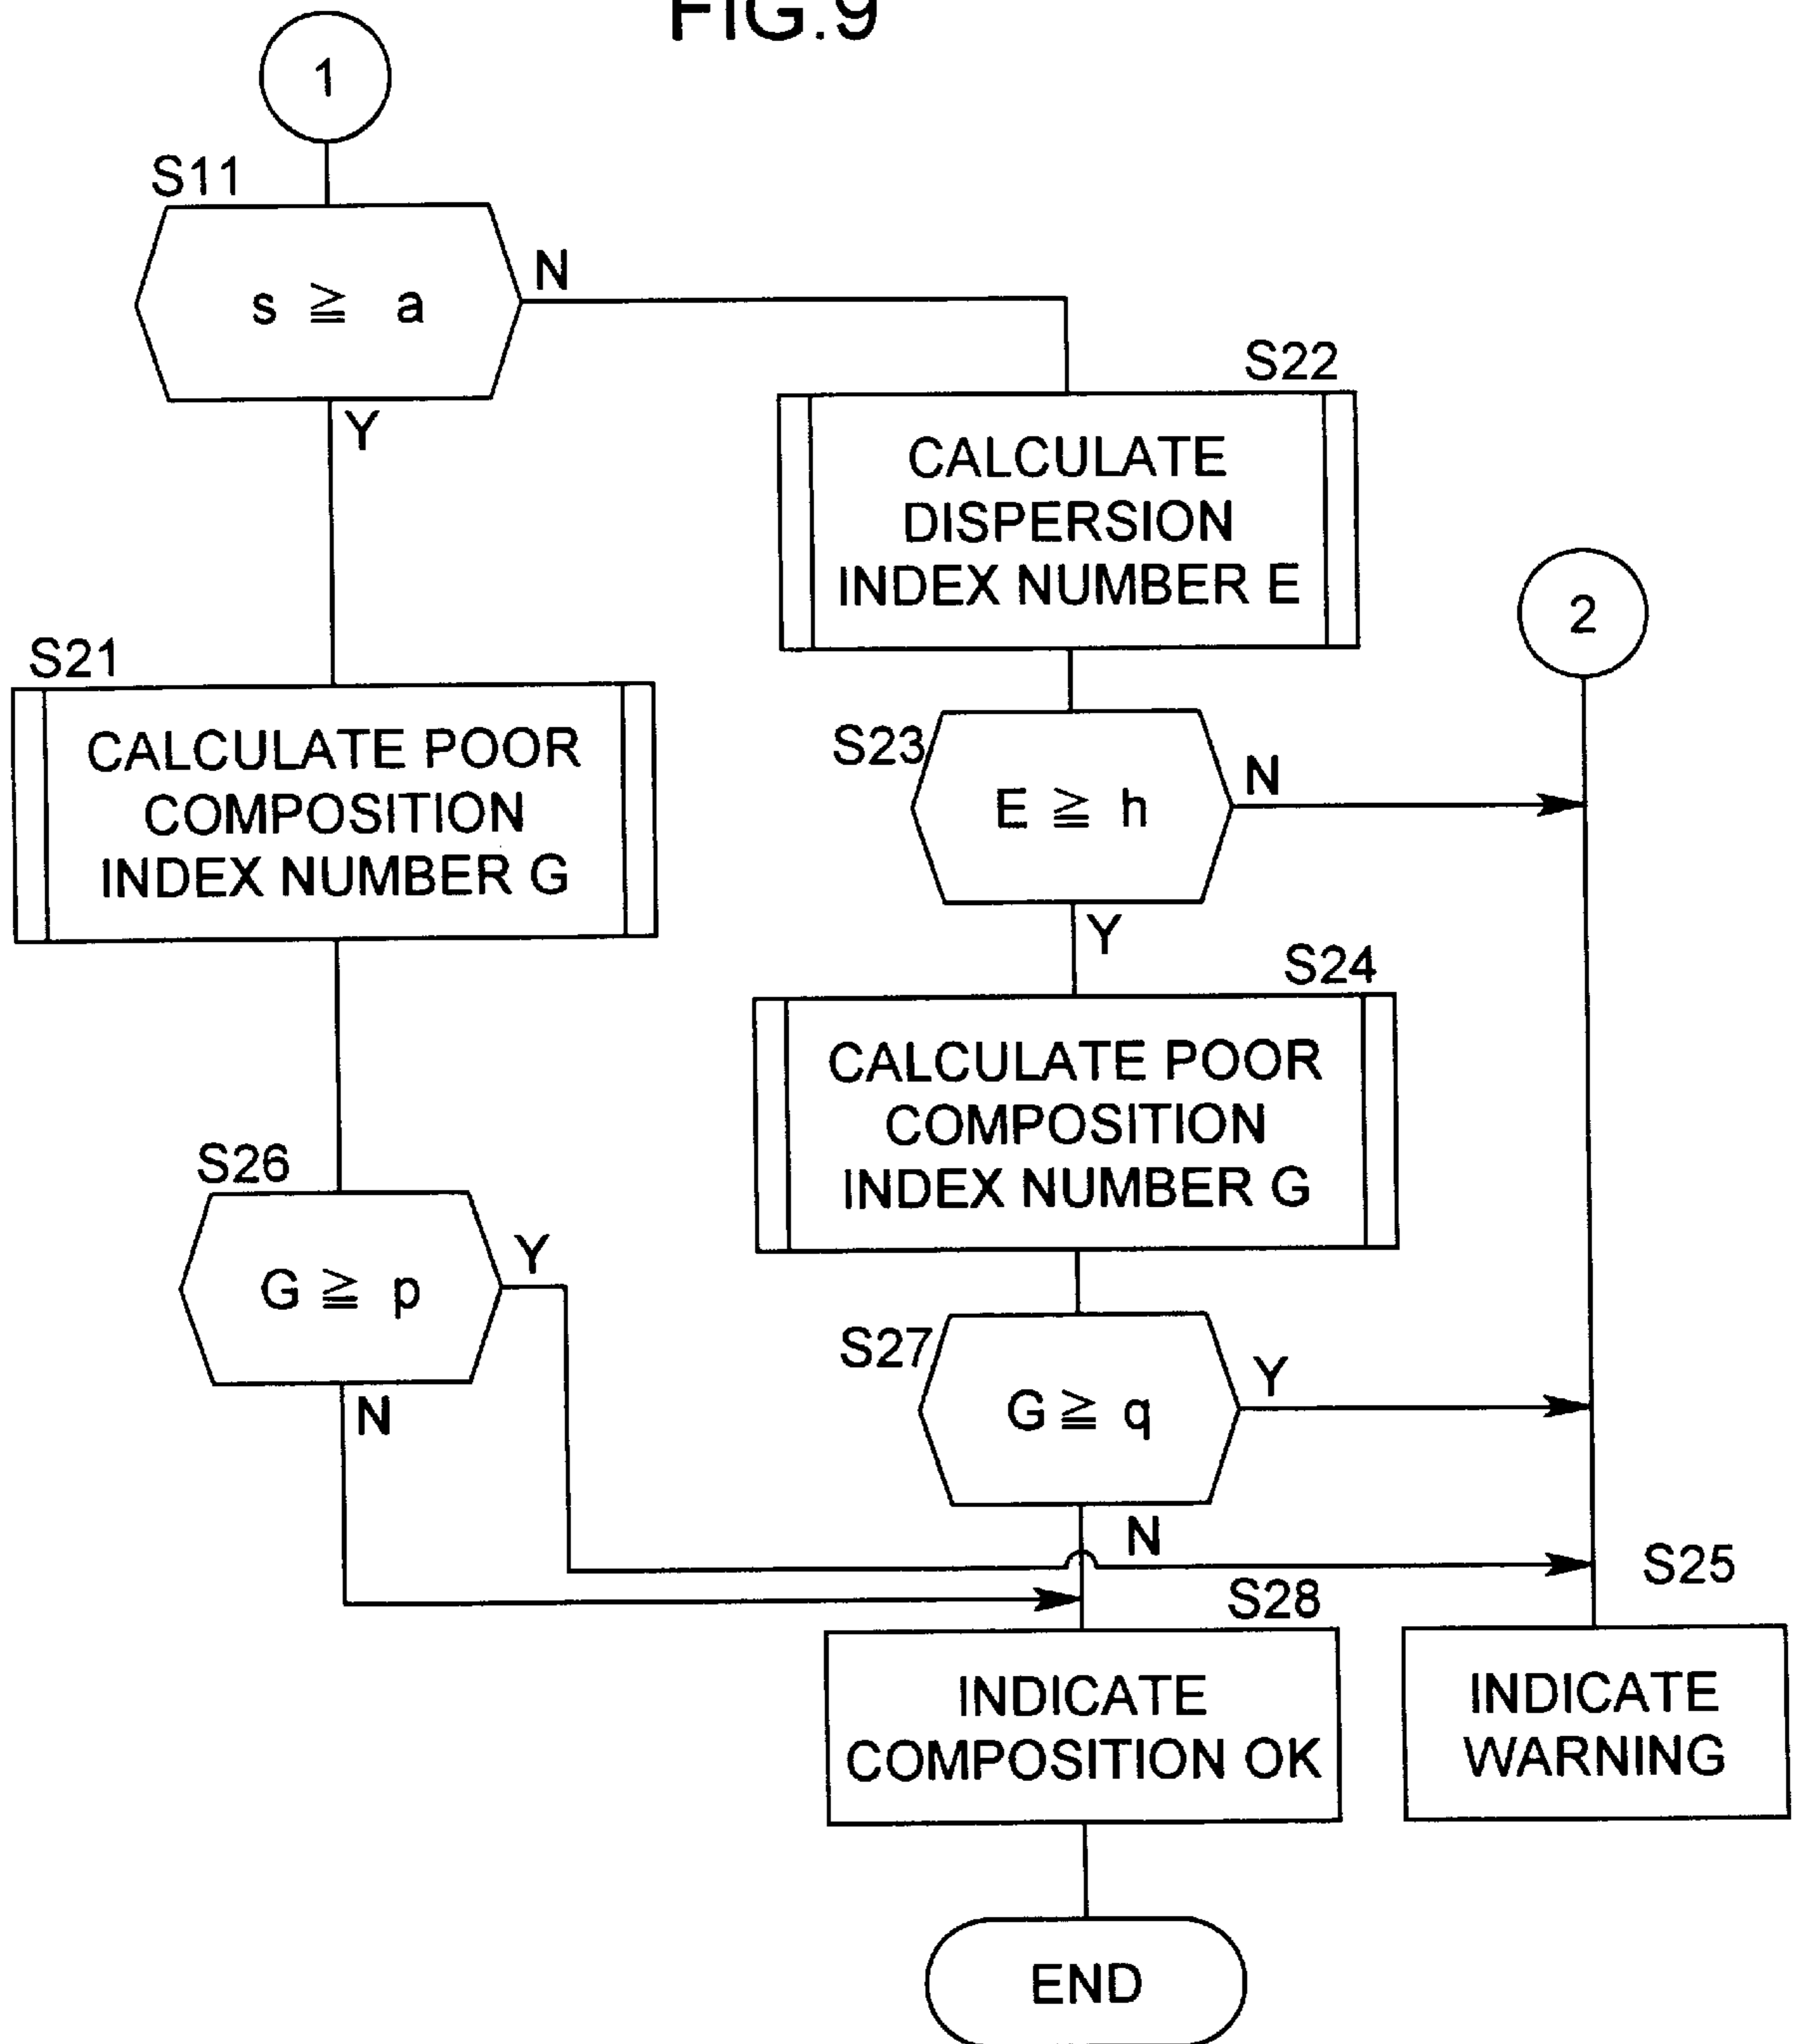 FIG.9
1
S11
s ≧ a
N
Y
S22
CALCULATE
DISPERSION
INDEX NUMBER E
2
S21
CALCULATE POOR
COMPOSITION
INDEX NUMBER G
S23
E ≧ h
N
Y
S24
CALCULATE POOR
COMPOSITION
INDEX NUMBER G
S26
G ≧ p
Y
N
S27
G ≧ q
Y
N
S28
INDICATE
COMPOSITION OK
S25
INDICATE
WARNING
END